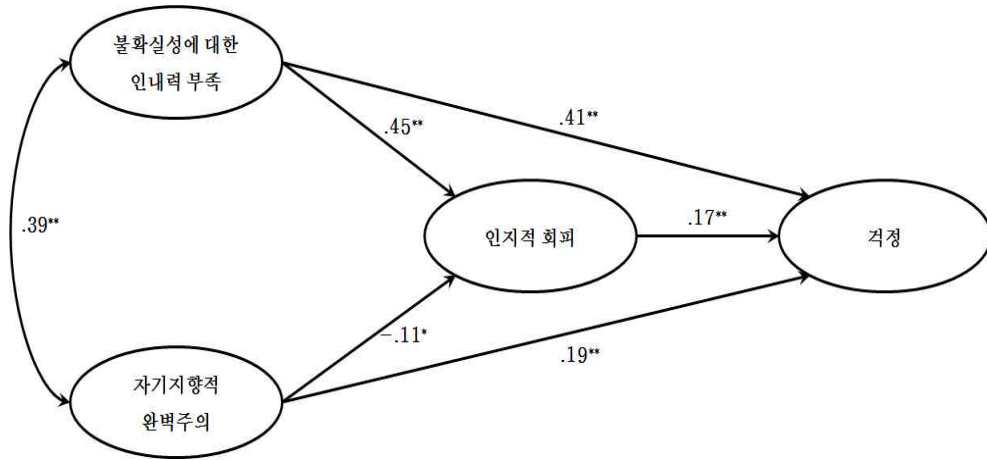 불확실성에 대한
인내력 부족
.41**
.45**
.39**
인지적 회피
.17**
걱정
-.11*
.19**
자기지향적
완벽주의